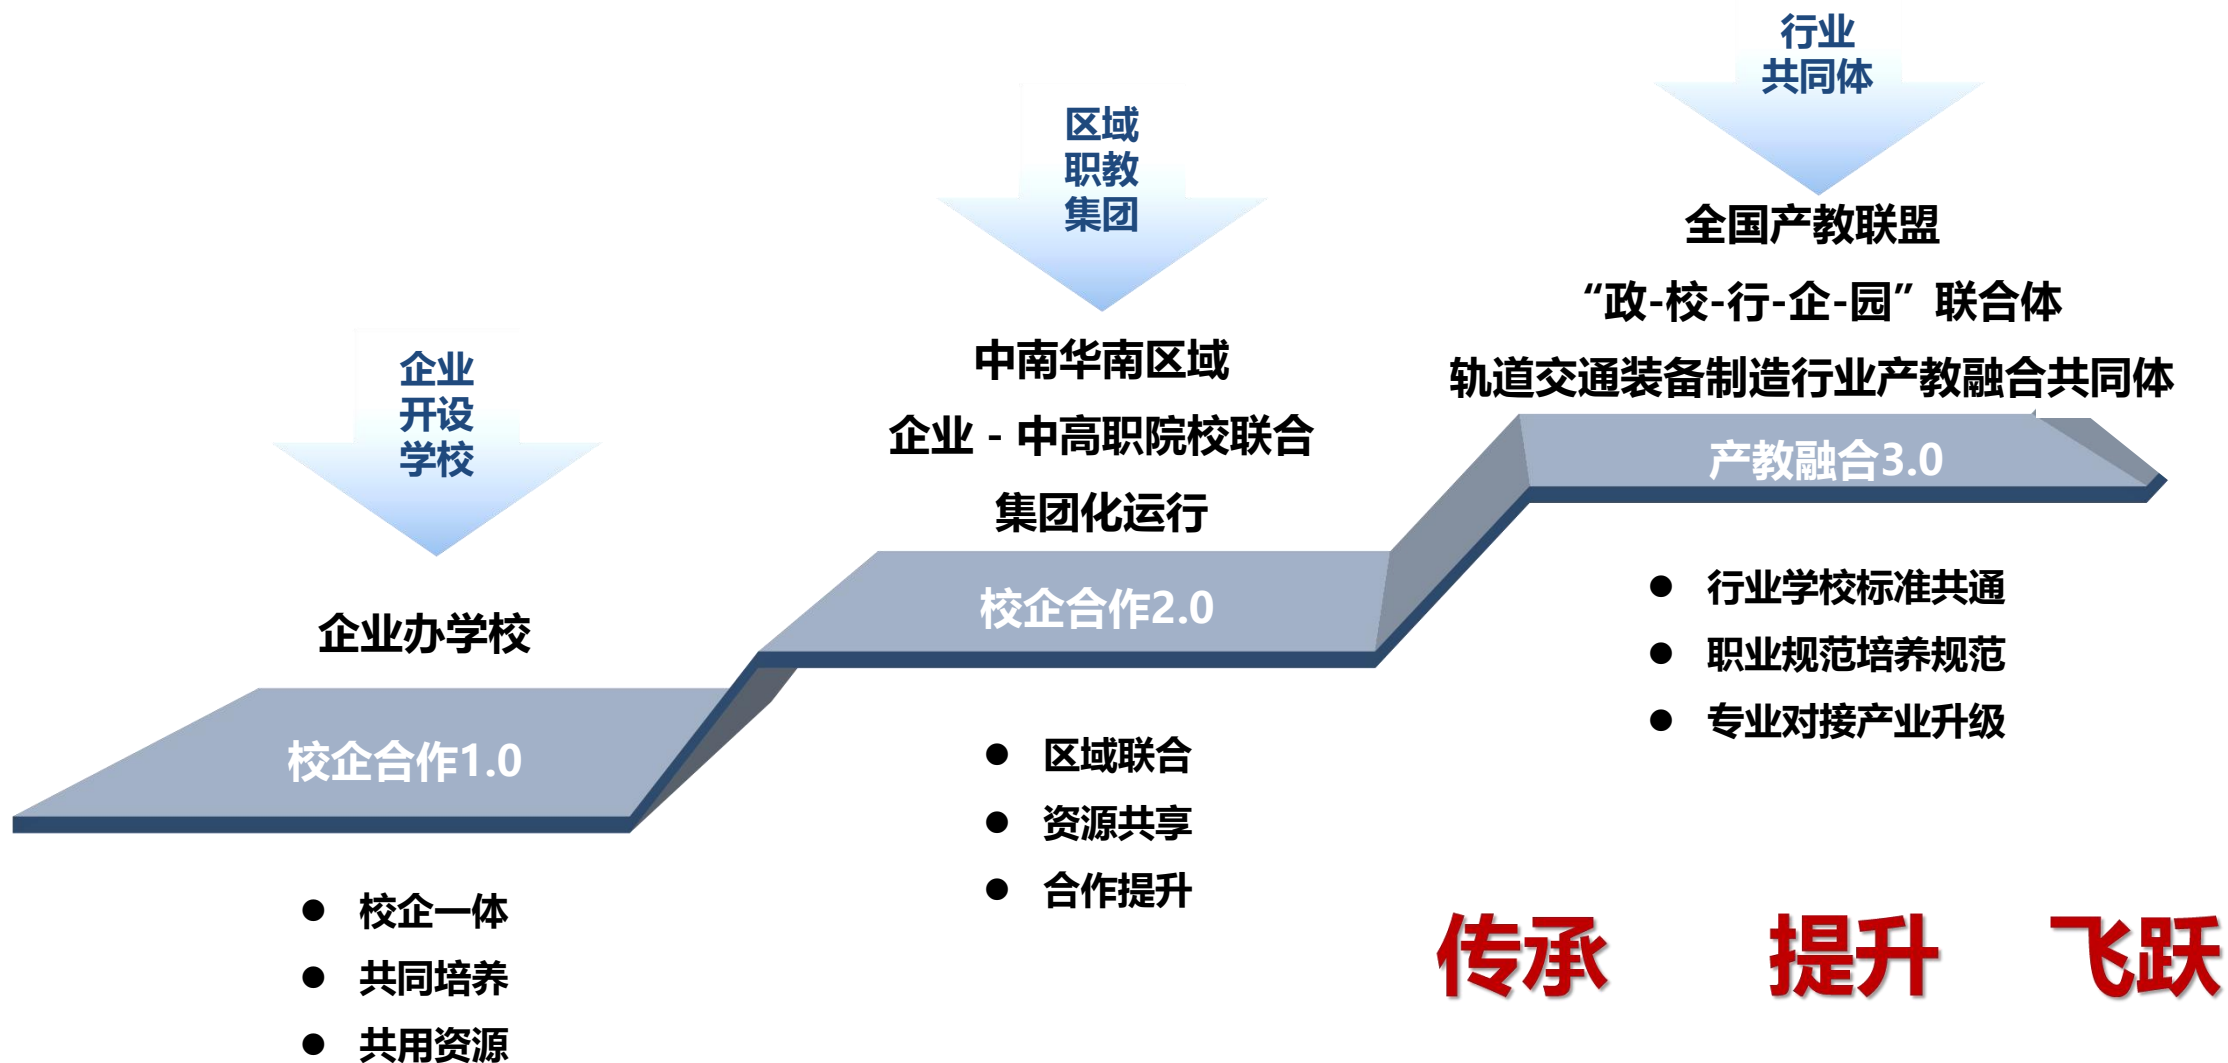 企业
开设
学校
企业办学校
校企合作1.0
● 校企一体
● 共同培养
● 共用资源
区域
职教
集团
中南华南区域
企业 - 中高职院校联合
集团化运行
校企合作2.0
● 区域联合
● 资源共享
● 合作提升
行业
共同体
全国产教联盟
“政-校-行-企-园”联合体
轨道交通装备制造行业产教融合共同体
产教融合3.0
● 行业学校标准共通
● 职业规范培养规范
● 专业对接产业升级
传承 提升 飞跃